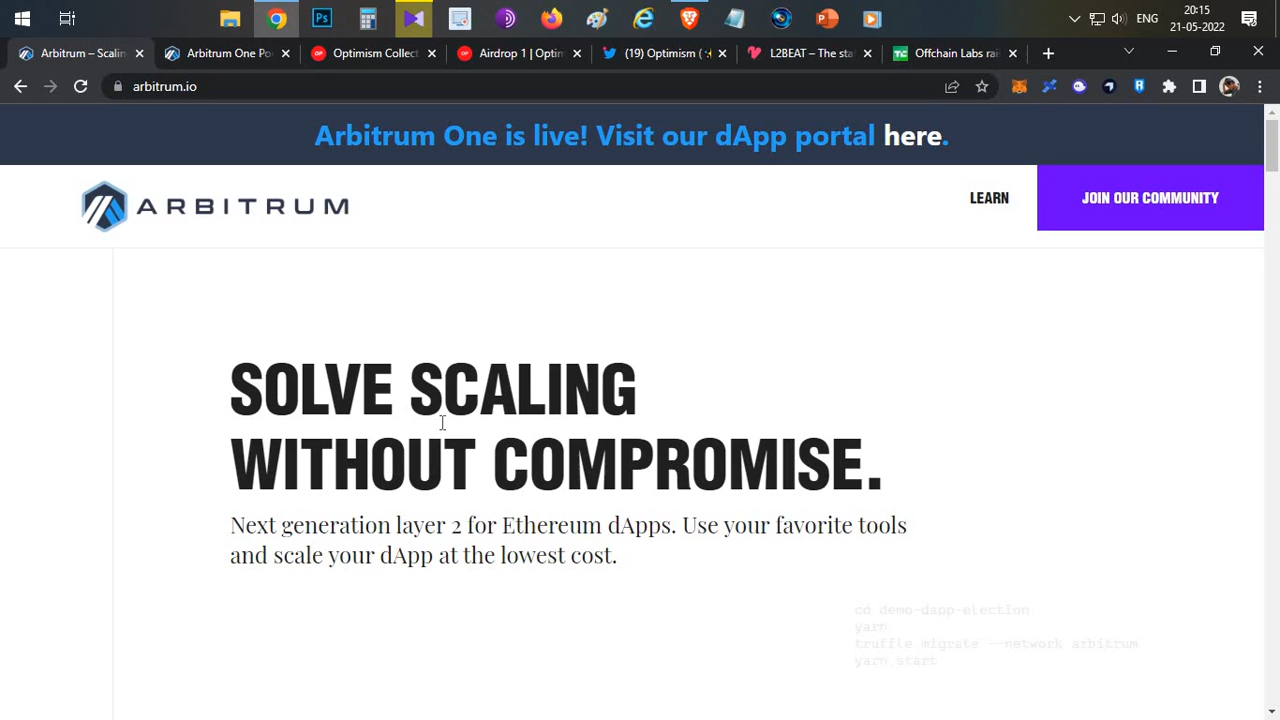 ENG
20:15
21-05-2022
Arbitrum – Scalin
Arbitrum One Po
Optimism Collect
Airdrop 1 | Optim
(19) Optimism (
L2BEAT – The sta
Offchain Labs rai
arbitrum.io
Arbitrum One is live! Visit our dApp portal here.
ARBITRUM
LEARN
JOIN OUR COMMUNITY
SOLVE SCALING
WITHOUT COMPROMISE.
Next generation layer 2 for Ethereum dApps. Use your favorite tools
and scale your dApp at the lowest cost.
cd demo-dapp-election
yarn
truffle migrate --network arbitrum
yarn start